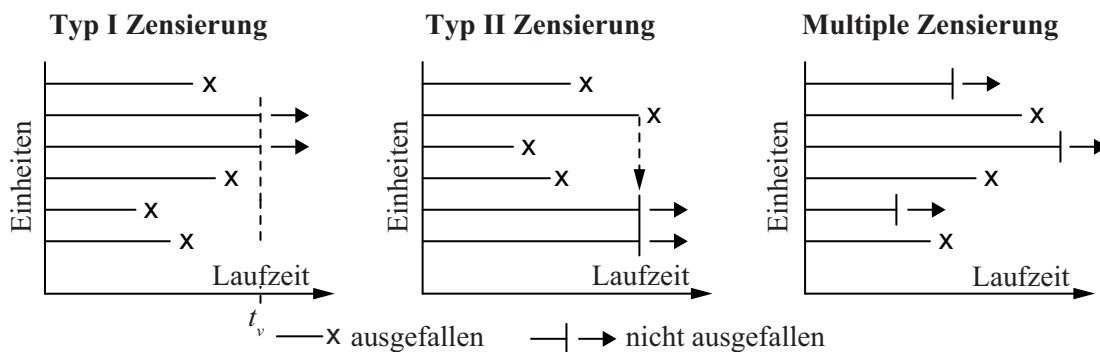 Typ I Zensierung
Einheiten
Laufzeit
t_v
Typ II Zensierung
Einheiten
Laufzeit
Multiple Zensierung
Einheiten
Laufzeit
x ausgefallen
nicht ausgefallen